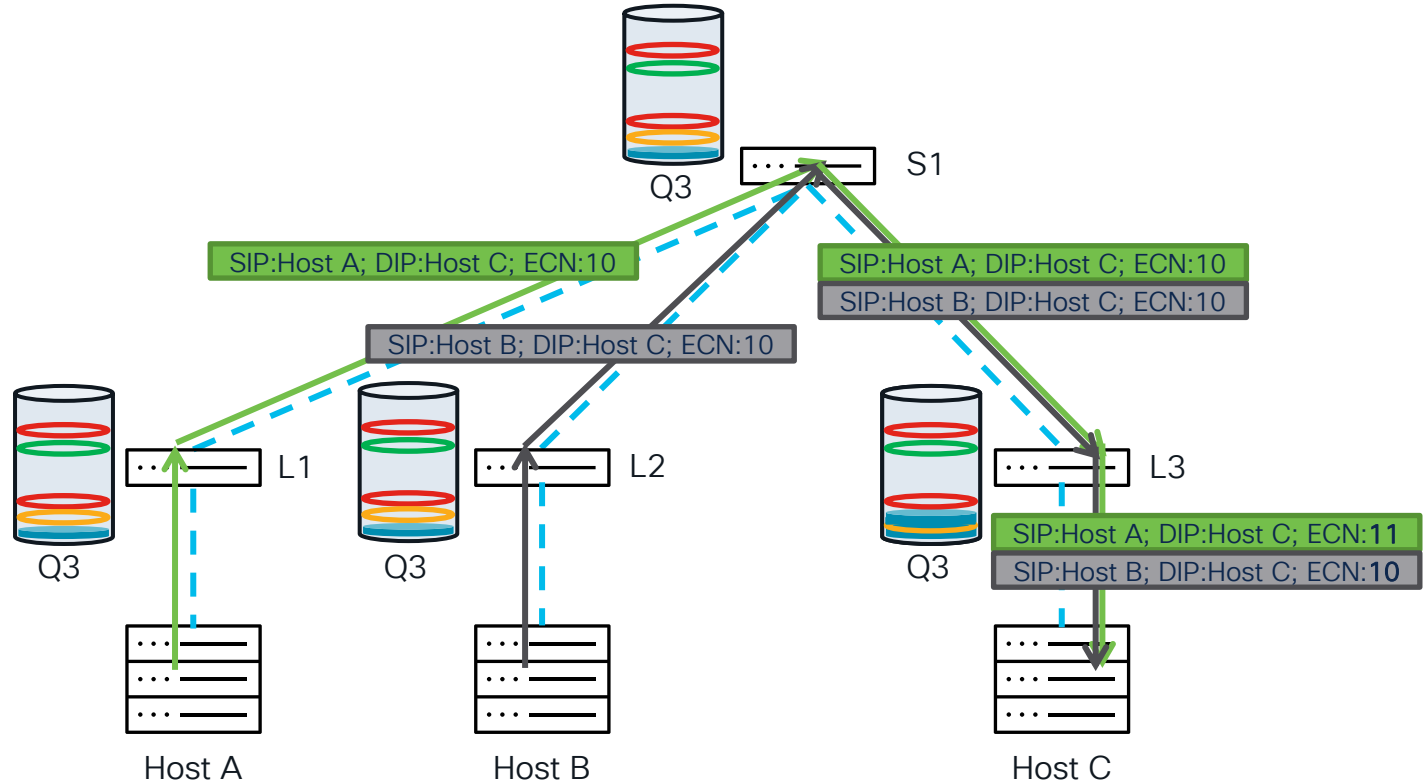 S1
Q3
SIP:Host A; DIP:Host C; ECN:10
SIP:Host A; DIP:Host C; ECN:10
SIP:Host B; DIP:Host C; ECN:10
SIP:Host B; DIP:Host C; ECN:10
L1
L2
L3
Q3
Q3
Q3
SIP:Host A; DIP:Host C; ECN:11
SIP:Host B; DIP:Host C; ECN:10
Host A
Host B
Host C